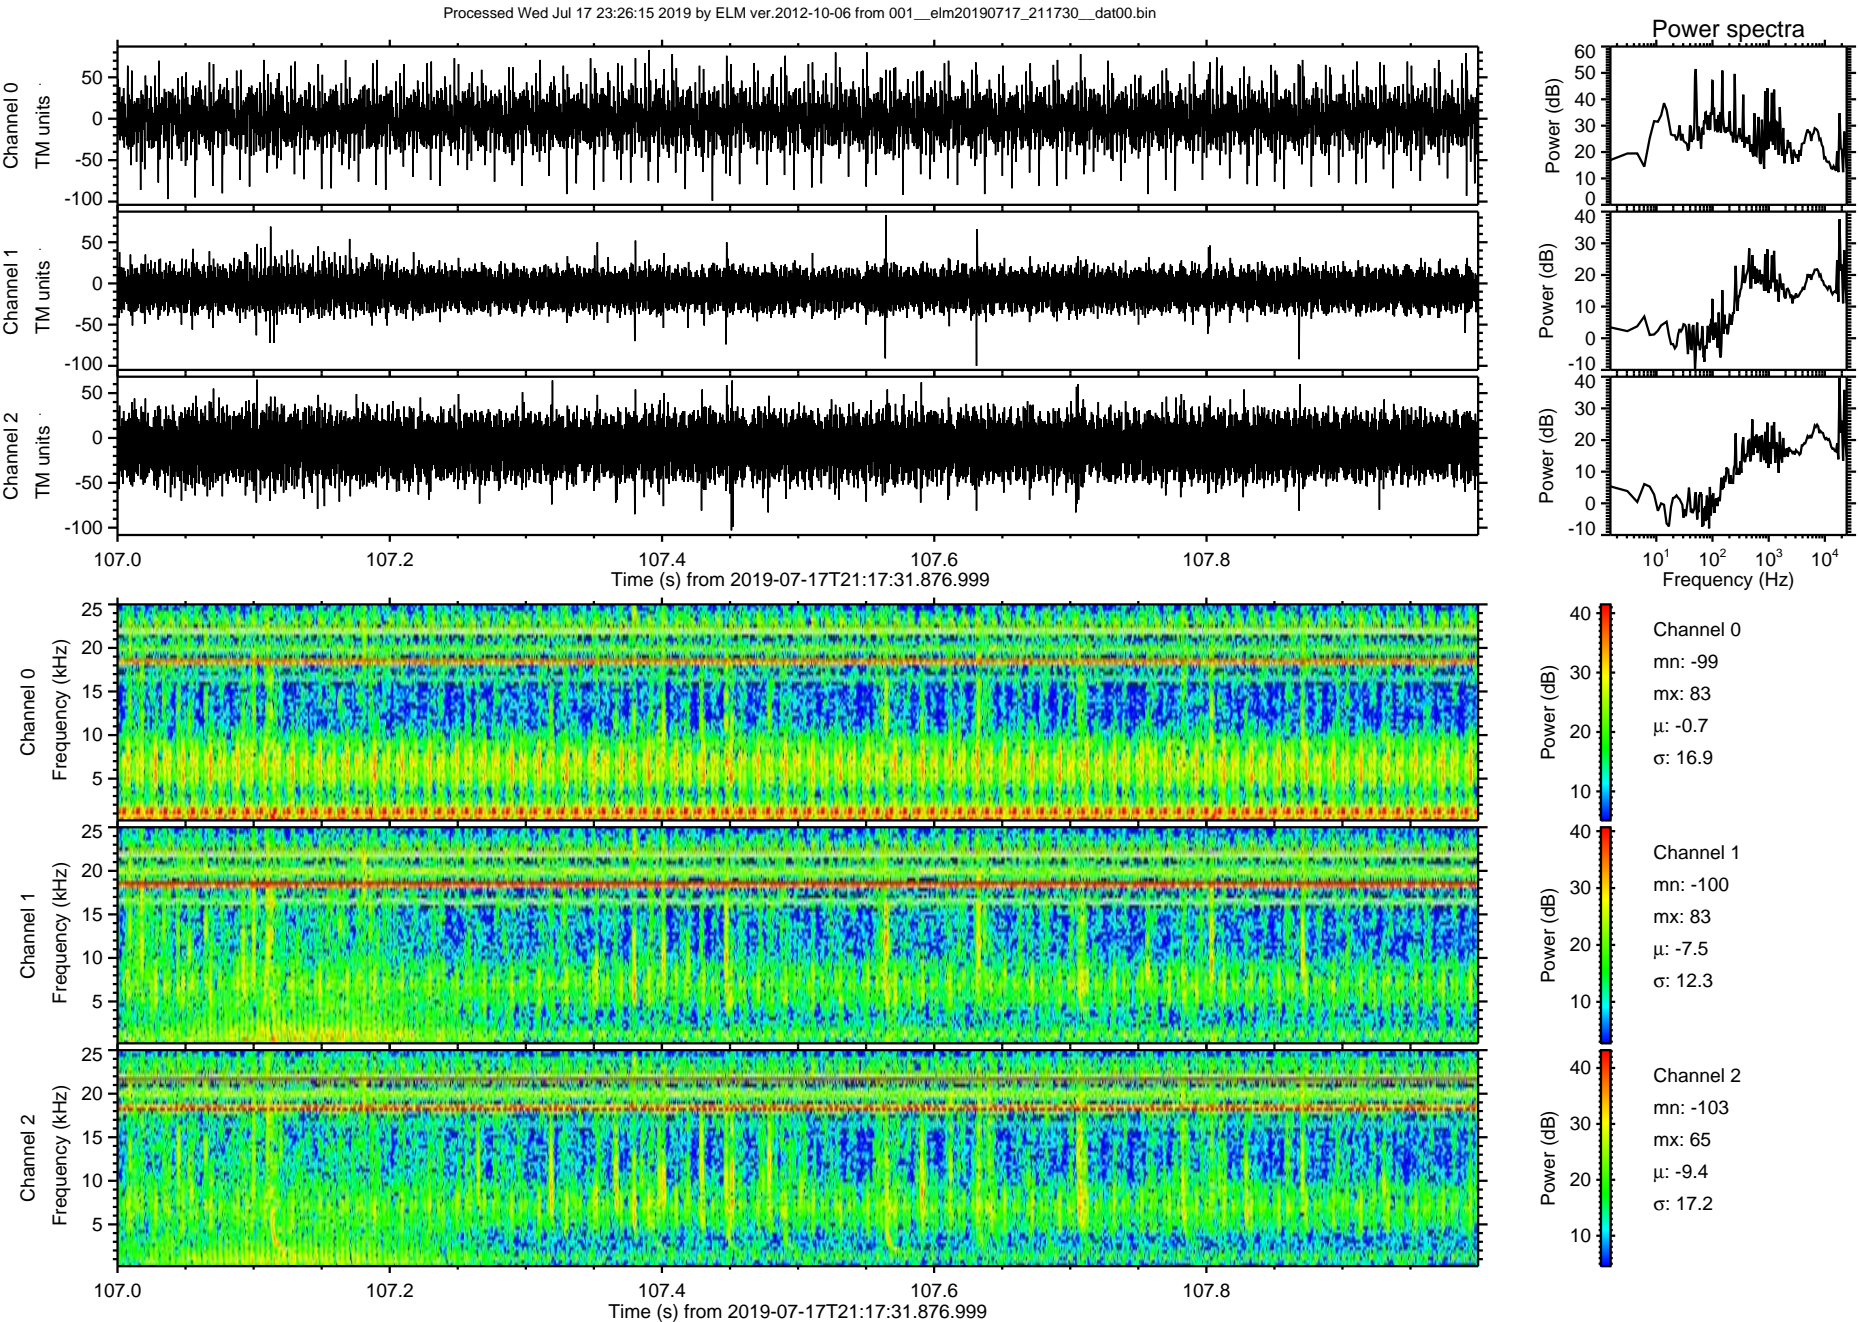 Processed Wed Jul 17 23:26:15 2019 by ELM ver.2012-10-06 from 001__elm20190717_211730__dat00.bin
Power spectra
Channel 0
TM units
50
0
-50
-100
Power (dB)
60
50
40
30
20
10
0
Channel 1
TM units
50
0
-50
-100
Power (dB)
40
30
20
10
0
-10
Channel 2
TM units
50
0
-50
-100
Power (dB)
40
30
20
10
0
-10
107.0 107.2 107.4 107.6 107.8
Time (s) from 2019-07-17T21:17:31.876.999
10¹ 10² 10³ 10⁴
Frequency (Hz)
Channel 0
Frequency (kHz)
25
20
15
10
5
Power (dB)
40
30
20
10
Channel 0
mn: -99
mx: 83
μ: -0.7
σ: 16.9
Channel 1
Frequency (kHz)
25
20
15
10
5
Power (dB)
40
30
20
10
Channel 1
mn: -100
mx: 83
μ: -7.5
σ: 12.3
Channel 2
Frequency (kHz)
25
20
15
10
5
Power (dB)
40
30
20
10
Channel 2
mn: -103
mx: 65
μ: -9.4
σ: 17.2
107.0 107.2 107.4 107.6 107.8
Time (s) from 2019-07-17T21:17:31.876.999